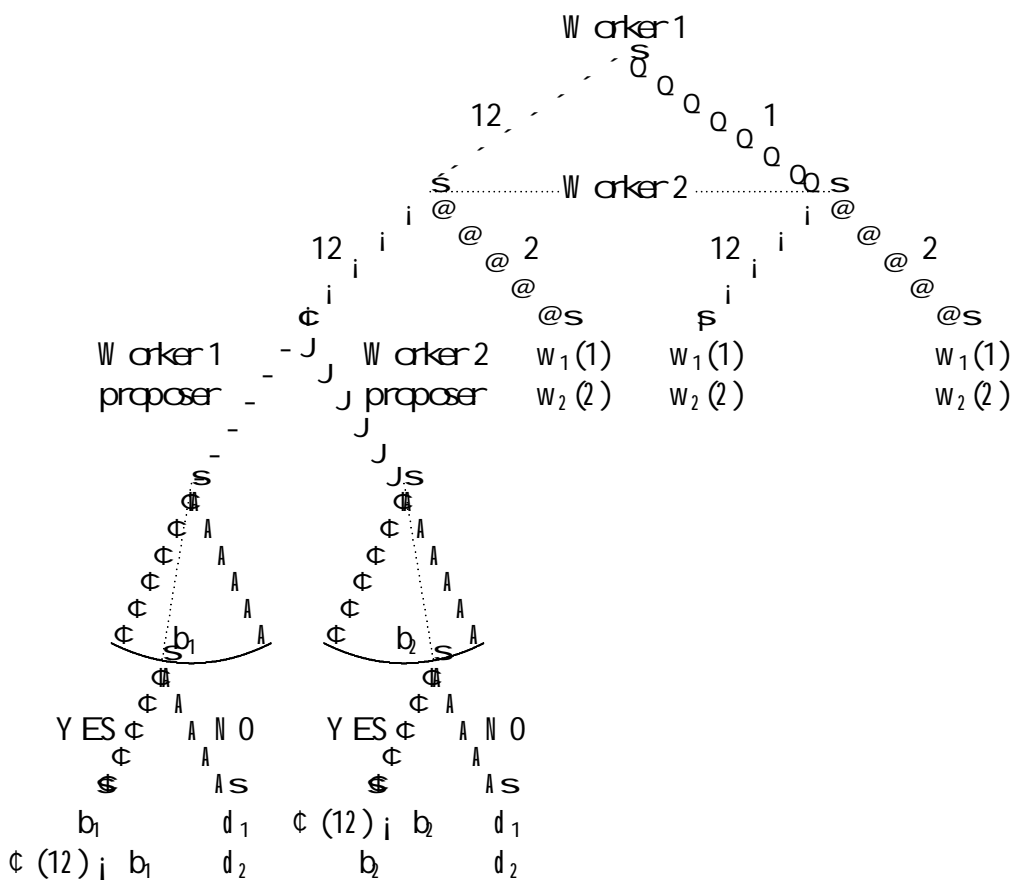 Worker 1
12 1
Worker 2
12 2 12 2
Worker 1 Worker 2 w₁(1) w₁(1) w₁(1)
proposer proposer w₂(2) w₂(2) w₂(2)
b₁ b₂
YES NO YES NO
b₁ d₁ ¢(12) ¡ b₂ d₁
¢(12) ¡ b₁ d₂ b₂ d₂